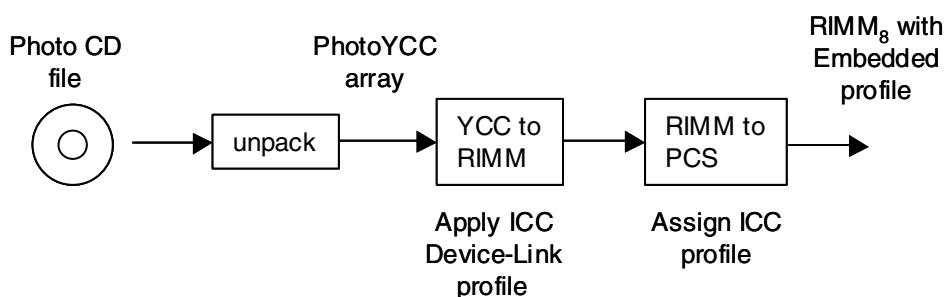 Photo CD
file
unpack
PhotoYCC
array
YCC to
RIMM
Apply ICC
Device-Link
profile
RIMM to
PCS
Assign ICC
profile
RIMM₈ with
Embedded
profile